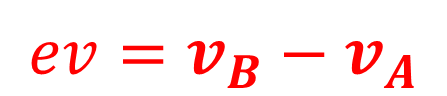 ev = v_B − v_A